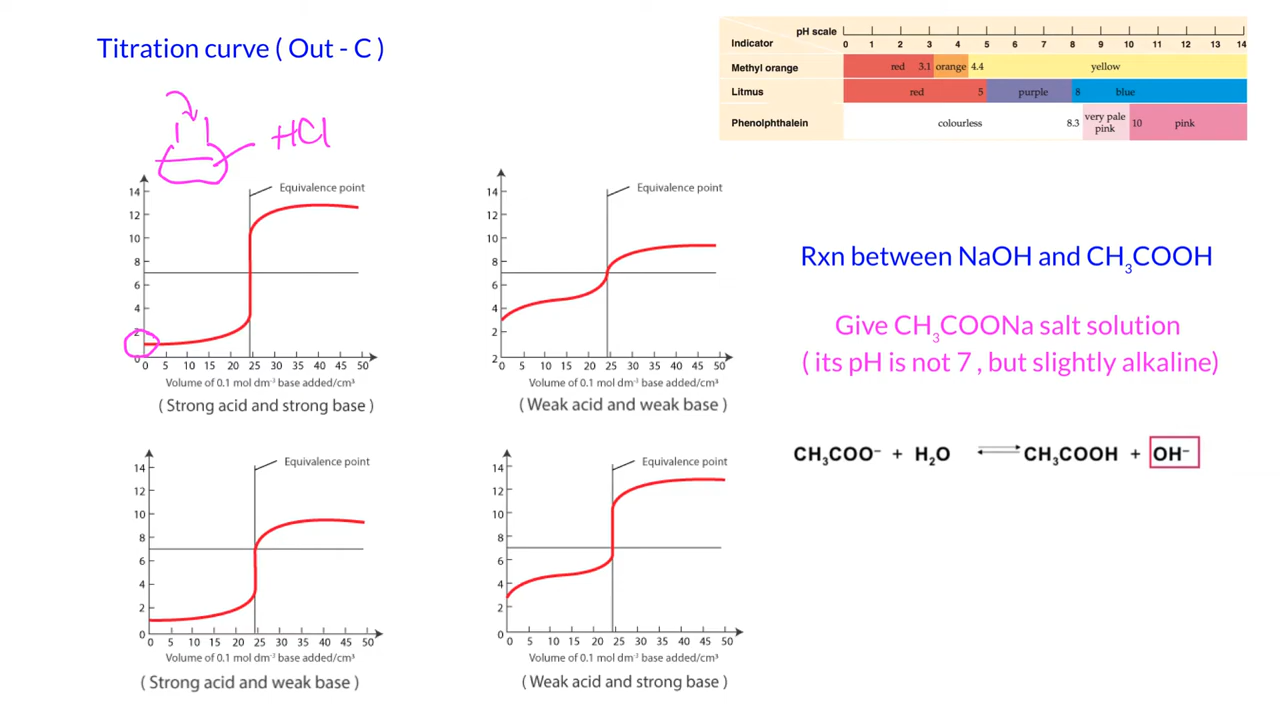 Titration curve ( Out - C )
HCl
pH scale
Indicator
0 1 2 3 4 5 6 7 8 9 10 11 12 13 14
Methyl orange red 3.1 orange 4.4 yellow
Litmus red 5 purple 8 blue
Phenolphthalein colourless 8.3 very pale pink 10 pink
Equivalence point
14
12
10
8
6
4
2
0
0 5 10 15 20 25 30 35 40 45 50
Volume of 0.1 mol dm⁻³ base added/cm³
( Strong acid and strong base )
Equivalence point
14
12
10
8
6
4
2
2
0 5 10 15 20 25 30 35 40 45 50
Volume of 0.1 mol dm⁻³ base added/cm³
( Weak acid and weak base )
Rxn between NaOH and CH₃COOH
Give CH₃COONa salt solution
( its pH is not 7 , but slightly alkaline)
CH₃COO⁻ + H₂O ⇌ CH₃COOH + OH⁻
Equivalence point
14
12
10
8
6
4
2
0
0 5 10 15 20 25 30 35 40 45 50
Volume of 0.1 mol dm⁻³ base added/cm³
( Strong acid and weak base )
Equivalence point
14
12
10
8
6
4
2
0
0 5 10 15 20 25 30 35 40 45 50
Volume of 0.1 mol dm⁻³ base added/cm³
( Weak acid and strong base )